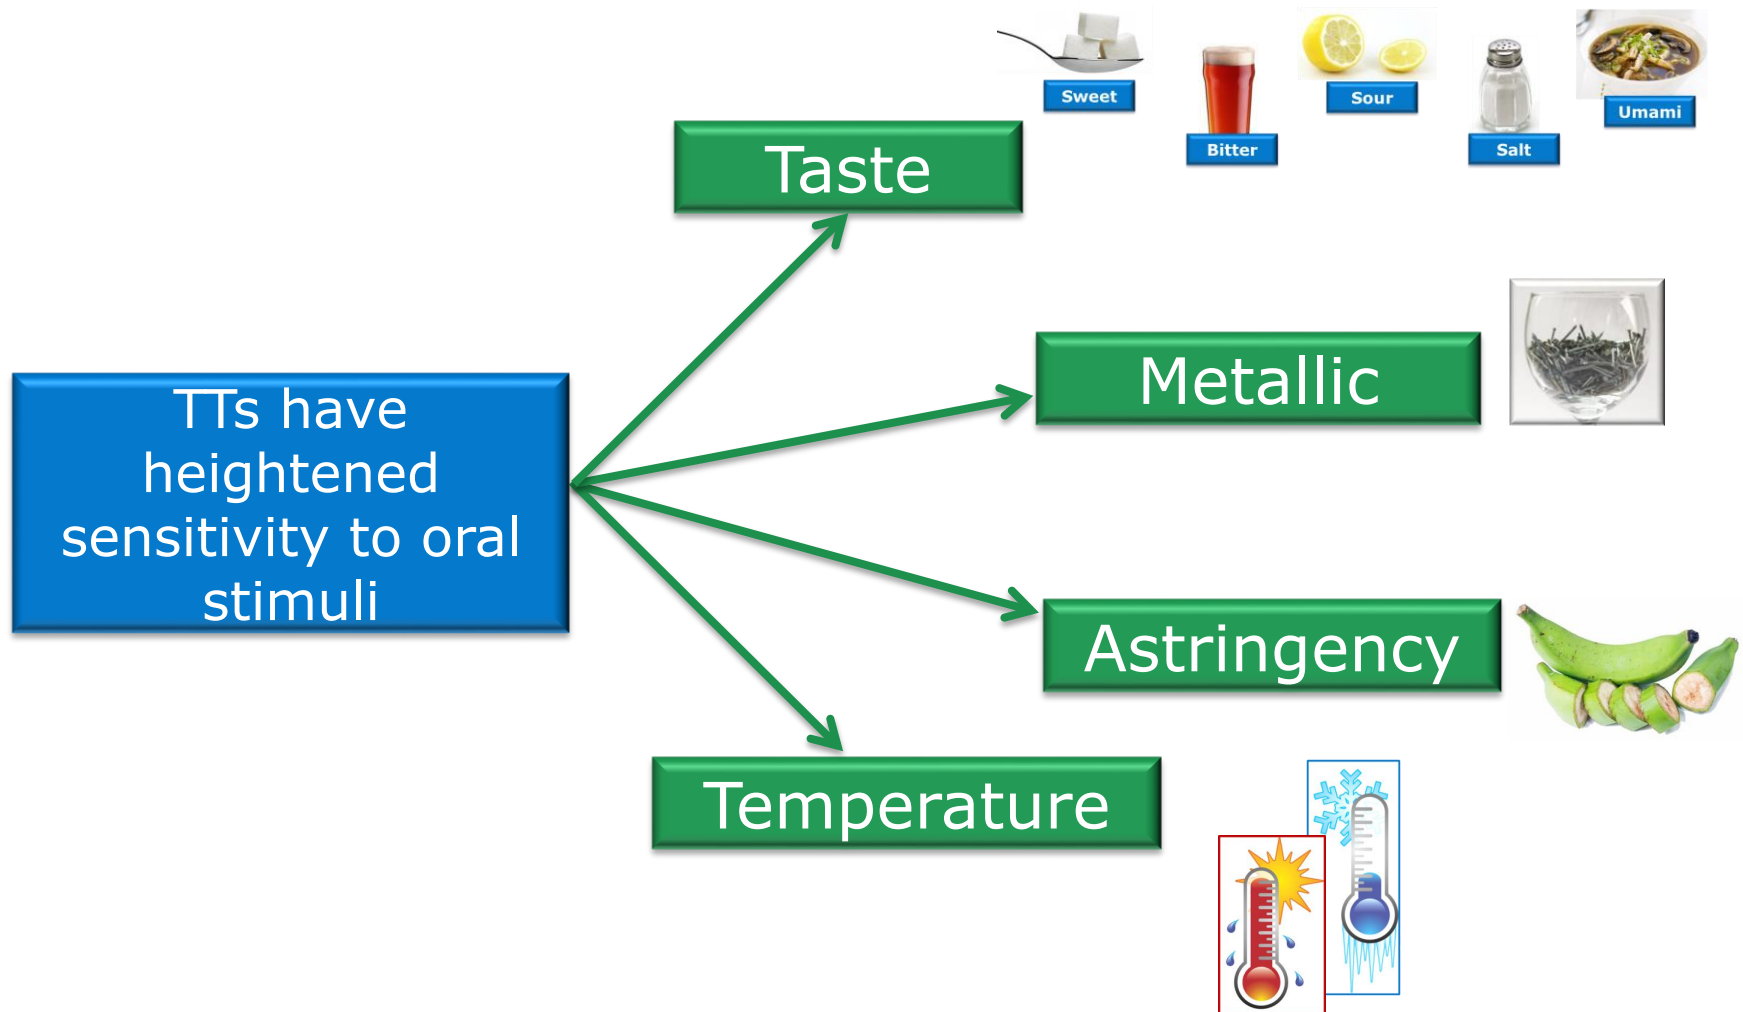 Sweet
Bitter
Sour
Salt
Umami
Taste
Metallic
TTs have
heightened
sensitivity to oral
stimuli
Astringency
Temperature